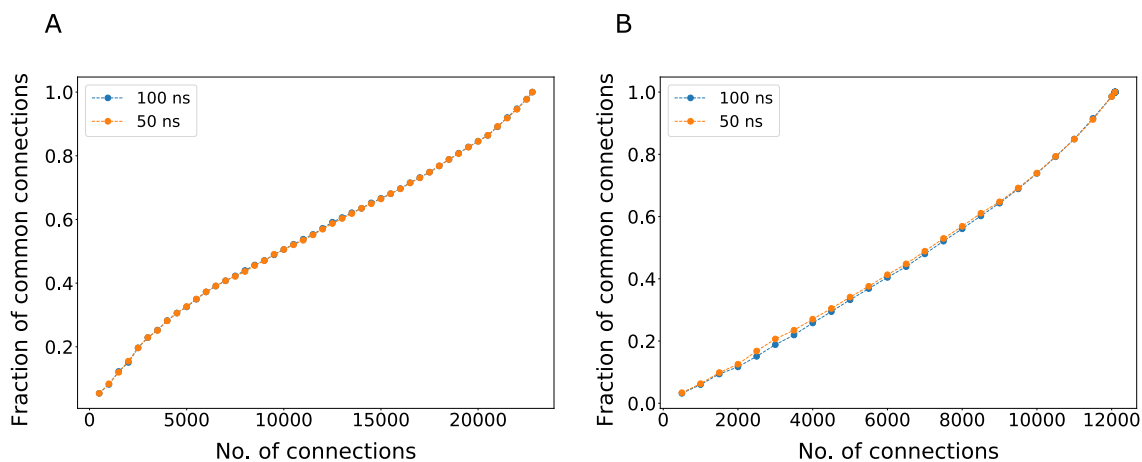 A
Fraction of common connections
1.0
0.8
0.6
0.4
0.2
100 ns
50 ns
0 5000 10000 15000 20000
No. of connections
B
Fraction of common connections
1.0
0.8
0.6
0.4
0.2
0.0
100 ns
50 ns
0 2000 4000 6000 8000 10000 12000
No. of connections